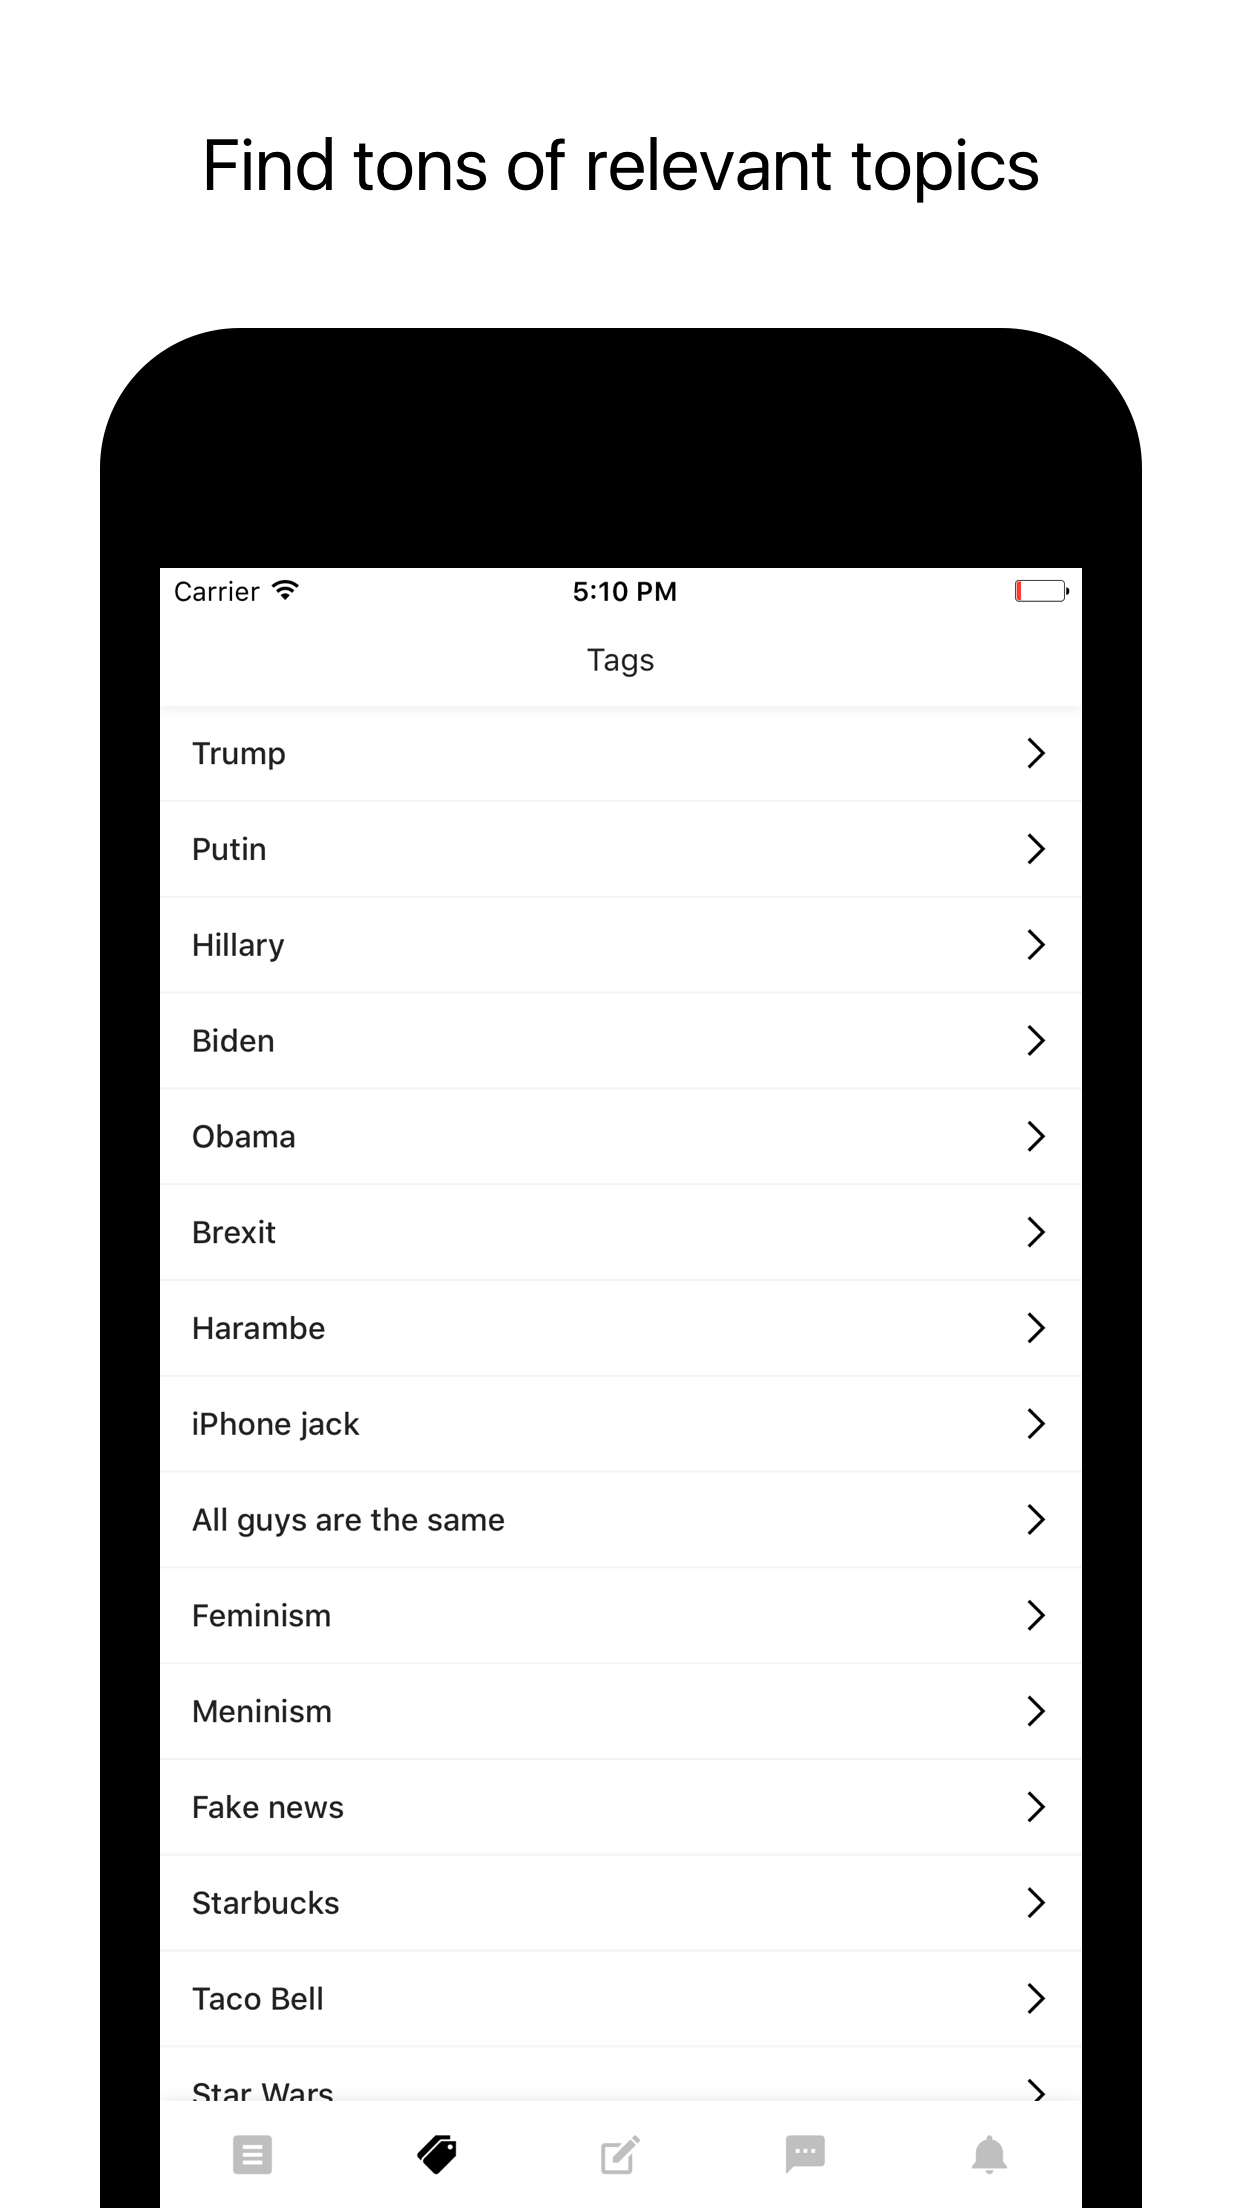 Find tons of relevant topics
Carrier 5:10 PM
Tags
Trump
Putin
Hillary
Biden
Obama
Brexit
Harambe
iPhone jack
All guys are the same
Feminism
Meninism
Fake news
Starbucks
Taco Bell
Star Wars